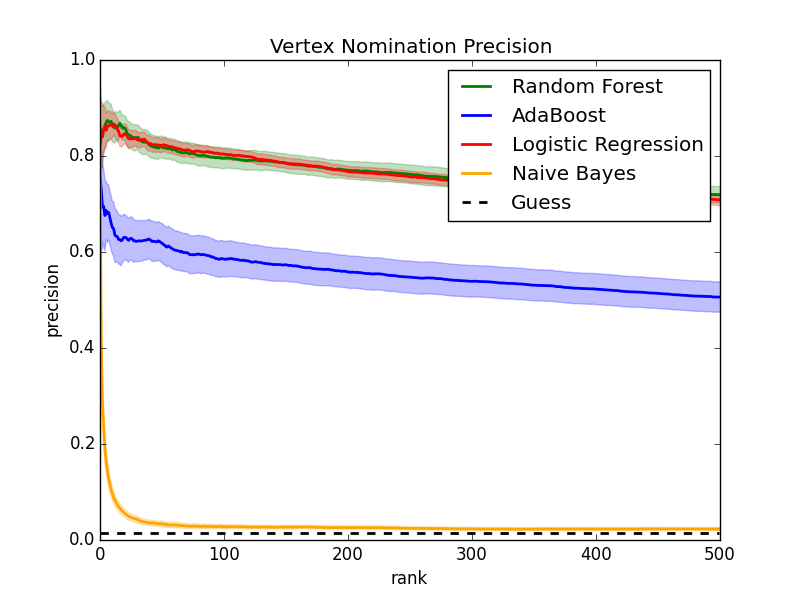 Vertex Nomination Precision
1.0
0.8
0.6
0.4
0.2
0.0
precision
Random Forest
AdaBoost
Logistic Regression
Naive Bayes
Guess
0 100 200 300 400 500
rank